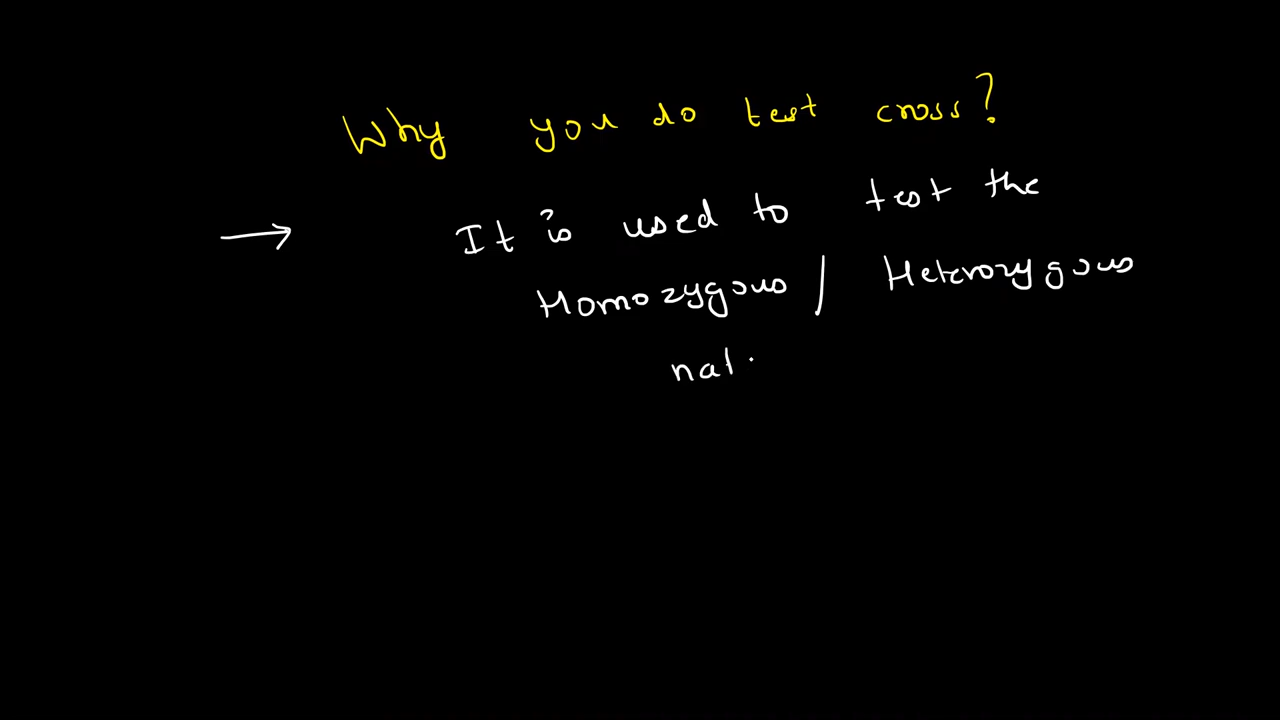 Why you do test cross?
→ It is used to test the
Homozygous / Heterozygous
nat